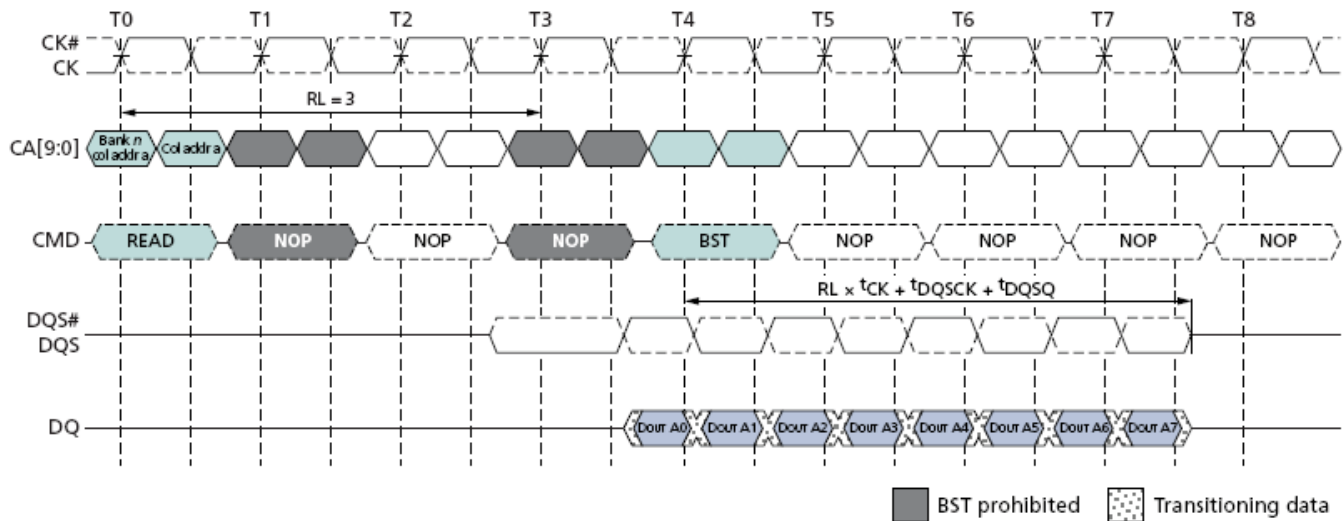 T0 T1 T2 T3 T4 T5 T6 T7 T8
CK#
CK
RL = 3
CA[9:0] Bank n col addr a Col addr a
CMD READ NOP NOP NOP BST NOP NOP NOP NOP
RL × tCK + tDQSCK + tDQSQ
DQS#
DQS
DQ DOUT A0 DOUT A1 DOUT A2 DOUT A3 DOUT A4 DOUT A5 DOUT A6 DOUT A7
BST prohibited Transitioning data